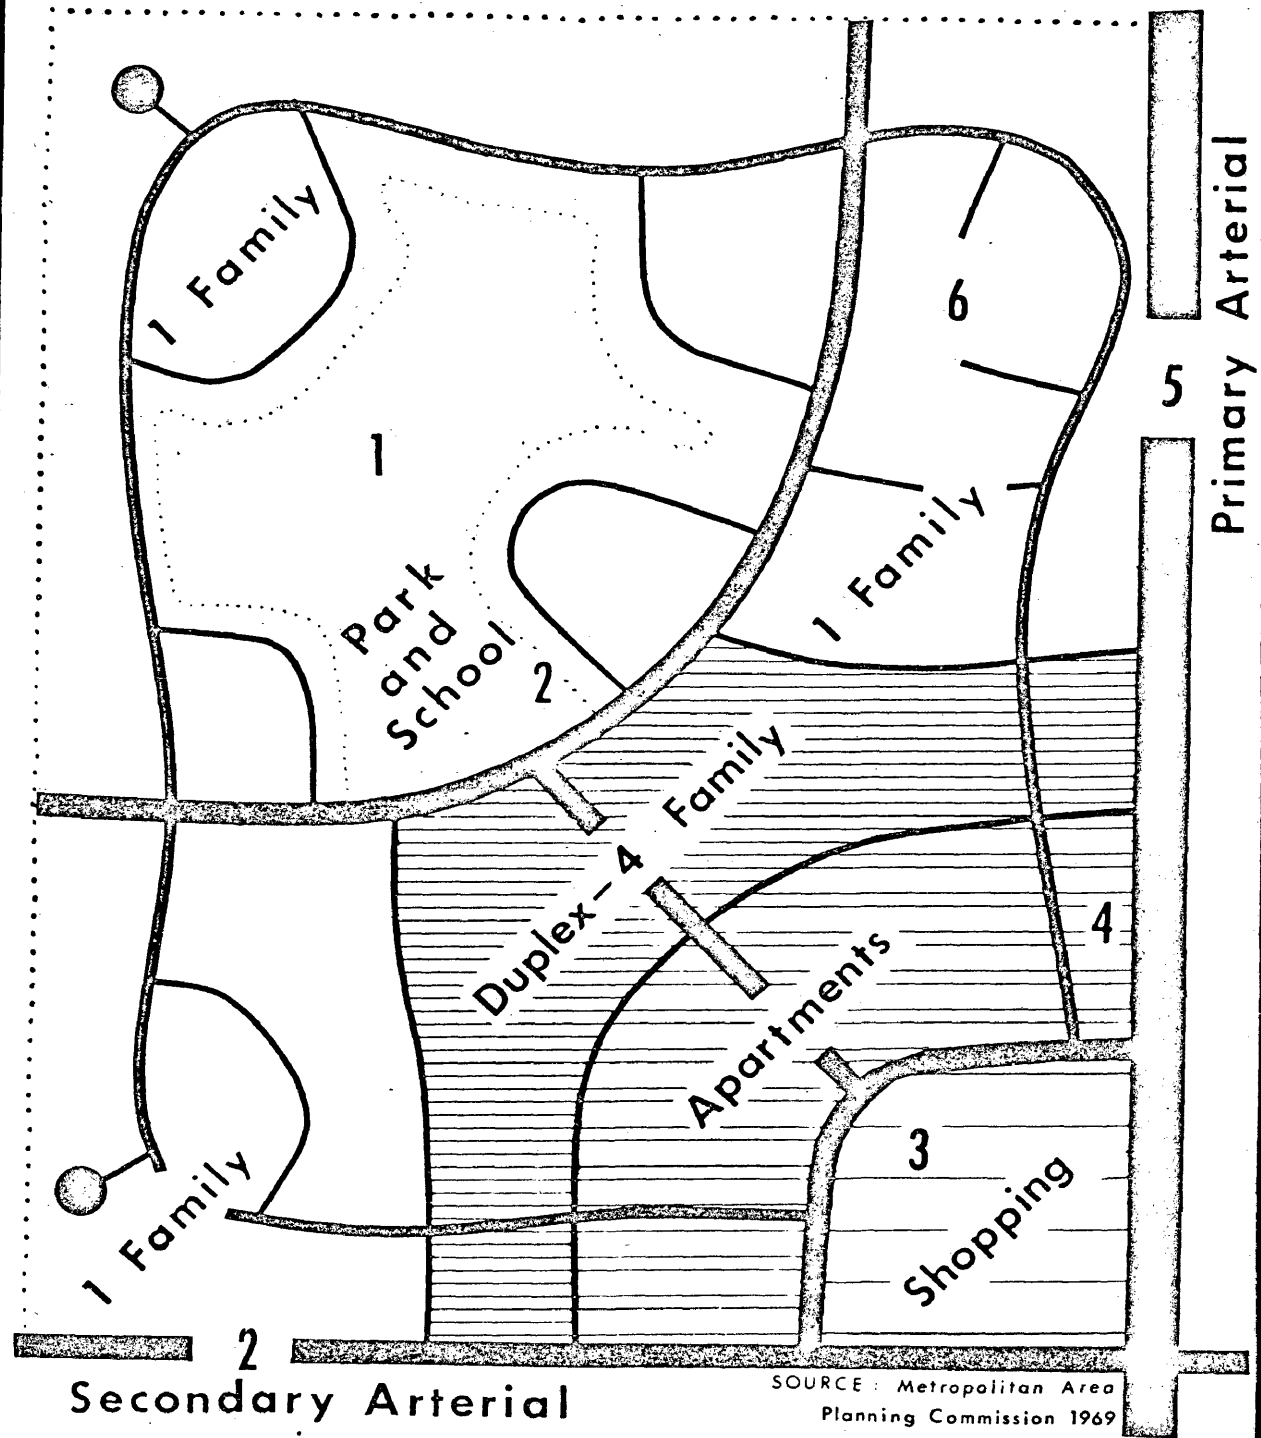 1 Family
6
Primary Arterial
5
1
1 Family
Park
and
School
2
Duplex – 4 Family
4
Apartments
3
Shopping
1 Family
2
Secondary Arterial
SOURCE : Metropolitan Area
Planning Commission 1969